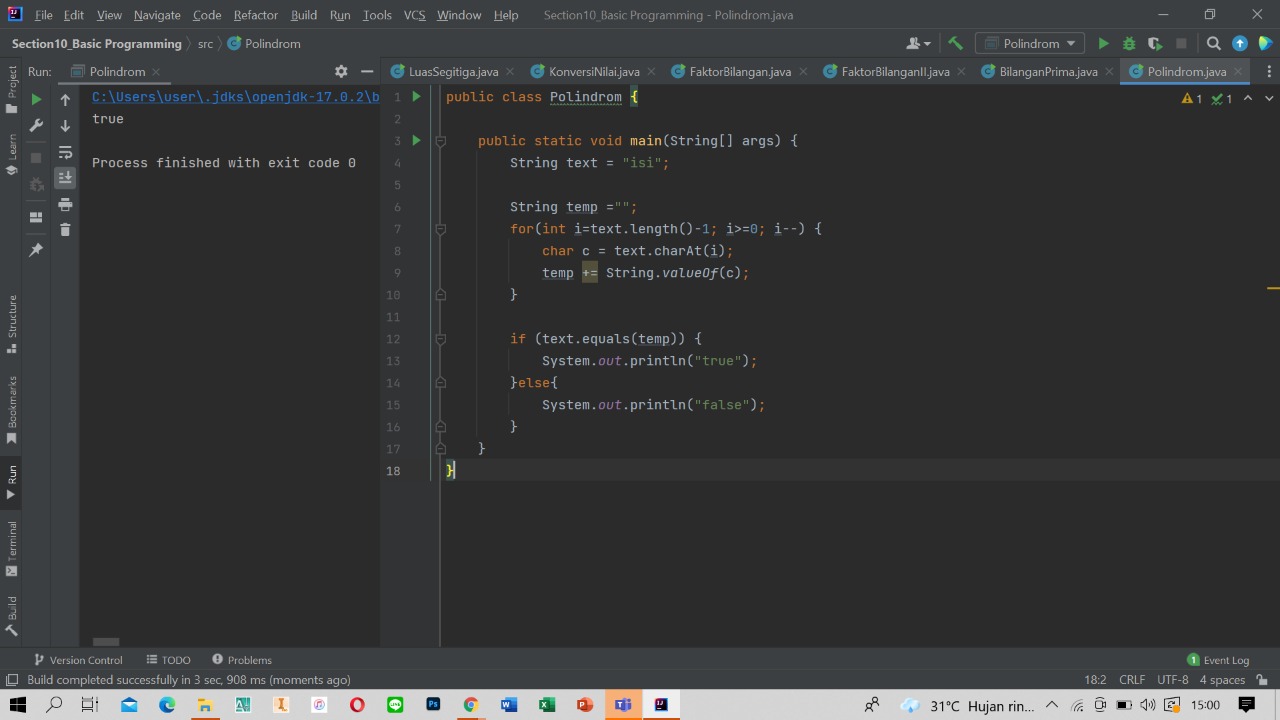 File Edit View Navigate Code Refactor Build Run Tools VCS Window Help Section10_Basic Programming - Polindrom.java
Section10_Basic Programming src Polindrom Polindrom
Run: Polindrom
LuasSegitiga.java KonversiNilai.java FaktorBilangan.java FaktorBilanganII.java BilanganPrima.java Polindrom.java
C:\Users\user\.jdks\openjdk-17.0.2\b
true
Process finished with exit code 0
1 public class Polindrom {
2
3 public static void main(String[] args) {
4 String text = "isi";
5
6 String temp ="";
7 for(int i=text.length()-1; i>=0; i--) {
8 char c = text.charAt(i);
9 temp += String.valueOf(c);
10 }
11
12 if (text.equals(temp)) {
13 System.out.println("true");
14 }else{
15 System.out.println("false");
16 }
17 }
18 }
1 1
Project
Learn
Structure
Bookmarks
Run
Terminal
Build
Version Control TODO Problems 1 Event Log
Build completed successfully in 3 sec, 908 ms (moments ago) 18:2 CRLF UTF-8 4 spaces
31°C Hujan rin... 15:00